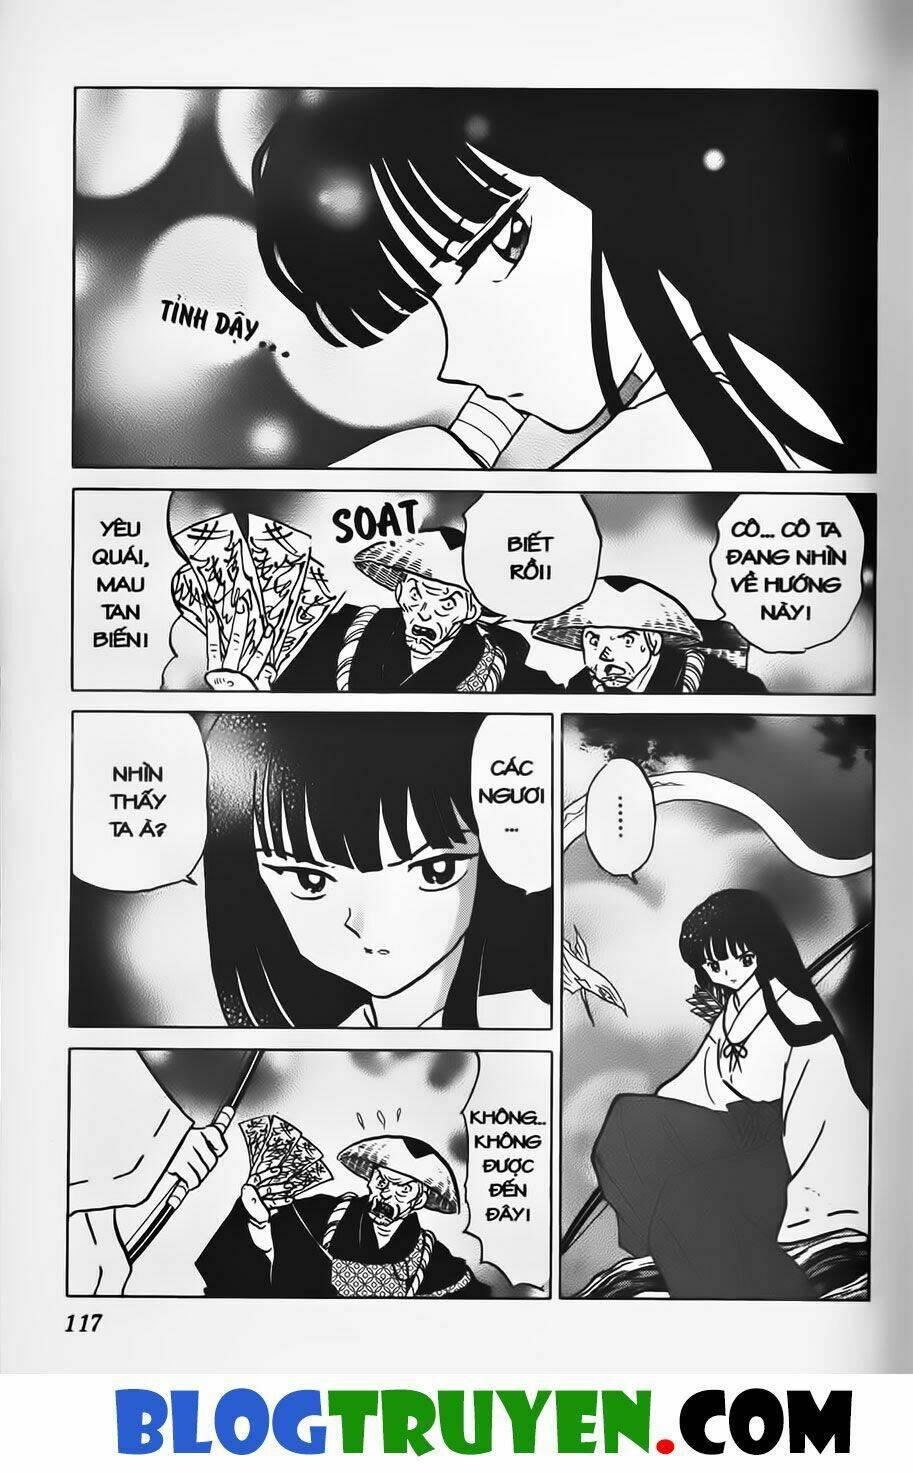 TỈNH DẬY...
CÔ... CÔ TA
ĐANG NHÌN
VỀ HƯỚNG
NÀY!
BIẾT
RỒI!
SOẠT
YÊU
QUÁI,
MAU
TAN
BIẾN!
......
CÁC
NGƯƠI
...
NHÌN
THẤY
TA À?
KHÔNG...
KHÔNG
ĐƯỢC
ĐẾN
ĐÂY!
117
BLOGTRUYEN.COM